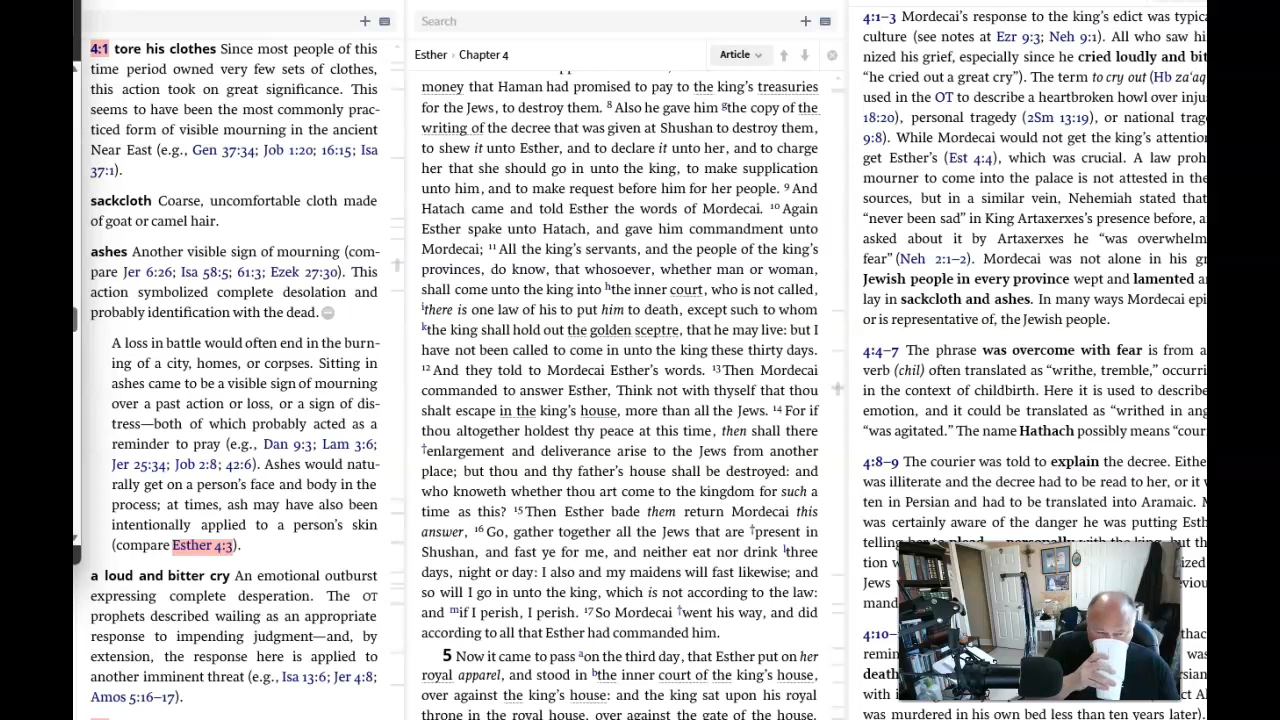 4:1 tore his clothes Since most people of this
time period owned very few sets of clothes,
this action took on great significance. This
seems to have been the most commonly prac-
ticed form of visible mourning in the ancient
Near East (e.g., Gen 37:34; Job 1:20; 16:15; Isa
37:1).
sackcloth Coarse, uncomfortable cloth made
of goat or camel hair.
ashes Another visible sign of mourning (com-
pare Jer 6:26; Isa 58:5; 61:3; Ezek 27:30). This
action symbolized complete desolation and
probably identification with the dead.
A loss in battle would often end in the burn-
ing of a city, homes, or corpses. Sitting in
ashes came to be a visible sign of mourning
over a past action or loss, or a sign of dis-
tress—both of which probably acted as a
reminder to pray (e.g., Dan 9:3; Lam 3:6;
Jer 25:34; Job 2:8; 42:6). Ashes would natu-
rally get on a person's face and body in the
process; at times, ash may have also been
intentionally applied to a person's skin
(compare Esther 4:3).
a loud and bitter cry An emotional outburst
expressing complete desperation. The OT
prophets described wailing as an appropriate
response to impending judgment—and, by
extension, the response here is applied to
another imminent threat (e.g., Isa 13:6; Jer 4:8;
Amos 5:16–17).
Search
Esther › Chapter 4
Article
money that Haman had promised to pay to the king's treasuries
for the Jews, to destroy them. 8 Also he gave him g the copy of the
writing of the decree that was given at Shushan to destroy them,
to shew it unto Esther, and to declare it unto her, and to charge
her that she should go in unto the king, to make supplication
unto him, and to make request before him for her people. 9 And
Hatach came and told Esther the words of Mordecai. 10 Again
Esther spake unto Hatach, and gave him commandment unto
Mordecai; 11 All the king's servants, and the people of the king's
provinces, do know, that whosoever, whether man or woman,
shall come unto the king into h the inner court, who is not called,
i there is one law of his to put him to death, except such to whom
k the king shall hold out the golden sceptre, that he may live: but I
have not been called to come in unto the king these thirty days.
12 And they told to Mordecai Esther's words. 13 Then Mordecai
commanded to answer Esther, Think not with thyself that thou
shalt escape in the king's house, more than all the Jews. 14 For if
thou altogether holdest thy peace at this time, then shall there
† enlargement and deliverance arise to the Jews from another
place; but thou and thy father's house shall be destroyed: and
who knoweth whether thou art come to the kingdom for such a
time as this? 15 Then Esther bade them return Mordecai this
answer, 16 Go, gather together all the Jews that are † present in
Shushan, and fast ye for me, and neither eat nor drink l three
days, night or day: I also and my maidens will fast likewise; and
so will I go in unto the king, which is not according to the law:
and m if I perish, I perish. 17 So Mordecai † went his way, and did
according to all that Esther had commanded him.
5 Now it came to pass a on the third day, that Esther put on her
royal apparel, and stood in b the inner court of the king's house,
over against the king's house: and the king sat upon his royal
throne in the royal house, over against the gate of the house.
4:1–3 Mordecai's response to the king's edict was typica
culture (see notes at Ezr 9:3; Neh 9:1). All who saw hi
nized his grief, especially since he cried loudly and bit
"he cried out a great cry"). The term to cry out (Hb za'aq
used in the OT to describe a heartbroken howl over inju
18:20), personal tragedy (2Sm 13:19), or national trag
9:8). While Mordecai would not get the king's attentio
get Esther's (Est 4:4), which was crucial. A law proh
mourner to come into the palace is not attested in the
sources, but in a similar vein, Nehemiah stated that
"never been sad" in King Artaxerxes's presence before, a
asked about it by Artaxerxes he "was overwhelm
fear" (Neh 2:1–2). Mordecai was not alone in his gr
Jewish people in every province wept and lamented a
lay in sackcloth and ashes. In many ways Mordecai epi
or is representative of, the Jewish people.
4:4–7 The phrase was overcome with fear is from a
verb (chil) often translated as "writhe, tremble," occurri
in the context of childbirth. Here it is used to describe
emotion, and it could be translated as "writhed in ang
"was agitated." The name Hathach possibly means "cour
4:8–9 The courier was told to explain the decree. Eithe
was illiterate and the decree had to be read to her, or it w
ten in Persian and had to be translated into Aramaic. M
was certainly aware of the danger he was putting Esth
telling her to plead personally with the king, but th
tion w
Jews
mand
4:10–
remin
death
with i
was murdered in his own bed less than ten years later).